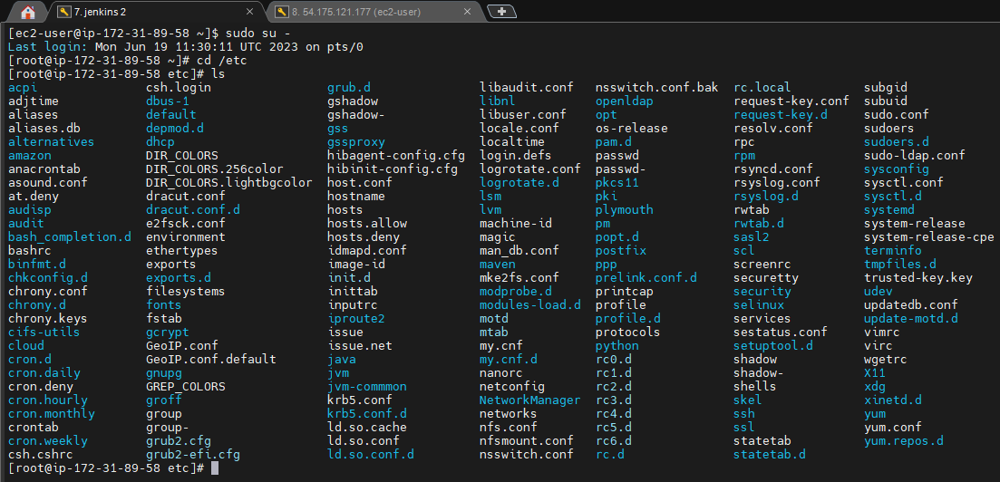 7. jenkins 2
8. 54.175.121.177 (ec2-user)
[ec2-user@ip-172-31-89-58 ~]$ sudo su -
Last login: Mon Jun 19 11:30:11 UTC 2023 on pts/0
[root@ip-172-31-89-58 ~]# cd /etc
[root@ip-172-31-89-58 etc]# ls
acpi csh.login grub.d libaudit.conf nsswitch.conf.bak rc.local subgid
adjtime dbus-1 gshadow libnl openldap request-key.conf subuid
aliases default gshadow- libuser.conf opt request-key.d sudo.conf
aliases.db depmod.d gss locale.conf os-release resolv.conf sudoers
alternatives dhcp gssproxy localtime pam.d rpc sudoers.d
amazon DIR_COLORS hibagent-config.cfg login.defs passwd rpm sudo-ldap.conf
anacrontab DIR_COLORS.256color hibinit-config.cfg logrotate.conf passwd- rsyncd.conf sysconfig
asound.conf DIR_COLORS.lightbgcolor host.conf logrotate.d pkcs11 rsyslog.conf sysctl.conf
at.deny dracut.conf hostname lsm pki rsyslog.d sysctl.d
audisp dracut.conf.d hosts lvm plymouth rwtab systemd
audit e2fsck.conf hosts.allow machine-id pm rwtab.d system-release
bash_completion.d environment hosts.deny magic popt.d sasl2 system-release-cpe
bashrc ethertypes idmapd.conf man_db.conf postfix scl terminfo
binfmt.d exports image-id maven ppp screenrc tmpfiles.d
chkconfig.d exports.d init.d mke2fs.conf prelink.conf.d securetty trusted-key.key
chrony.conf filesystems inittab modprobe.d printcap security udev
chrony.d fonts inputrc modules-load.d profile selinux updatedb.conf
chrony.keys fstab iproute2 motd profile.d services update-motd.d
cifs-utils gcrypt issue mtab protocols sestatus.conf vimrc
cloud GeoIP.conf issue.net my.cnf python setuptool.d virc
cron.d GeoIP.conf.default java my.cnf.d rc0.d shadow wgetrc
cron.daily gnupg jvm nanorc rc1.d shadow- X11
cron.deny GREP_COLORS jvm-commmon netconfig rc2.d shells xdg
cron.hourly groff krb5.conf NetworkManager rc3.d skel xinetd.d
cron.monthly group krb5.conf.d networks rc4.d ssh yum
crontab group- ld.so.cache nfs.conf rc5.d ssl yum.conf
cron.weekly grub2.cfg ld.so.conf nfsmount.conf rc6.d statetab yum.repos.d
csh.cshrc grub2-efi.cfg ld.so.conf.d nsswitch.conf rc.d statetab.d
[root@ip-172-31-89-58 etc]#